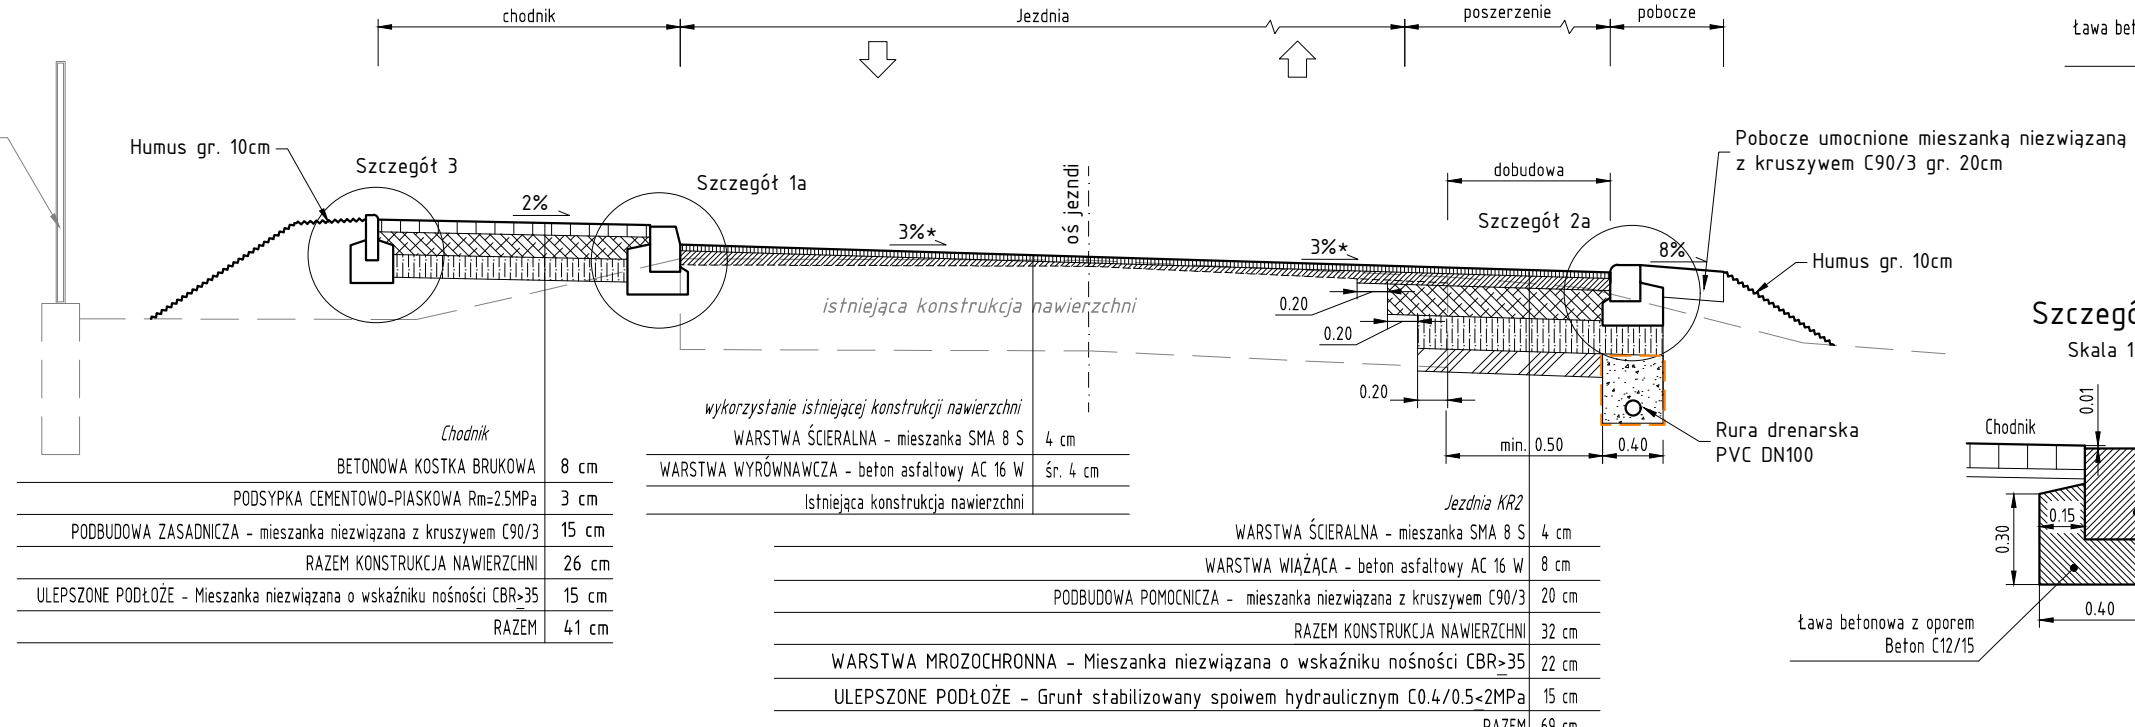 chodnik
Jezdnia
poszerzenie
pobocze
Ława
Humus gr. 10cm
Szczegół 3
Szczegół 1a
oś jezndi
dobudowa
Szczegół 2a
Pobocze umocnione mieszanką niezwiązaną
z kruszywem C90/3 gr. 20cm
2%
3%*
3%*
8%
Humus gr. 10cm
istniejąca konstrukcja nawierzchni
0.20
0.20
0.20
min. 0.50
0.40
Rura drenarska
PVC DN100
Skala 1
Chodnik
BETONOWA KOSTKA BRUKOWA 8 cm
PODSYPKA CEMENTOWO-PIASKOWA Rm=2.5MPa 3 cm
PODBUDOWA ZASADNICZA - mieszanka niezwiązana z kruszywem C90/3 15 cm
RAZEM KONSTRUKCJA NAWIERZCHNI 26 cm
ULEPSZONE PODŁOŻE - Mieszanka niezwiązana o wskaźniku nośności CBR≥35 15 cm
RAZEM 41 cm
wykorzystanie istniejącej konstrukcji nawierzchni
WARSTWA ŚCIERALNA - mieszanka SMA 8 S 4 cm
WARSTWA WYRÓWNAWCZA - beton asfaltowy AC 16 W śr. 4 cm
Istniejąca konstrukcja nawierzchni
Jezdnia KR2
WARSTWA ŚCIERALNA - mieszanka SMA 8 S 4 cm
WARSTWA WIĄŻĄCA - beton asfaltowy AC 16 W 8 cm
PODBUDOWA POMOCNICZA - mieszanka niezwiązana z kruszywem C90/3 20 cm
RAZEM KONSTRUKCJA NAWIERZCHNI 32 cm
WARSTWA MROZOCHRONNA - Mieszanka niezwiązana o wskaźniku nośności CBR≥35 22 cm
ULEPSZONE PODŁOŻE - Grunt stabilizowany spoiwem hydraulicznym C0.4/0.5≤2MPa 15 cm
RAZEM 69 cm
0.01
Chodnik
0.15
0.30
0.40
Ława betonowa z oporem
Beton C12/15